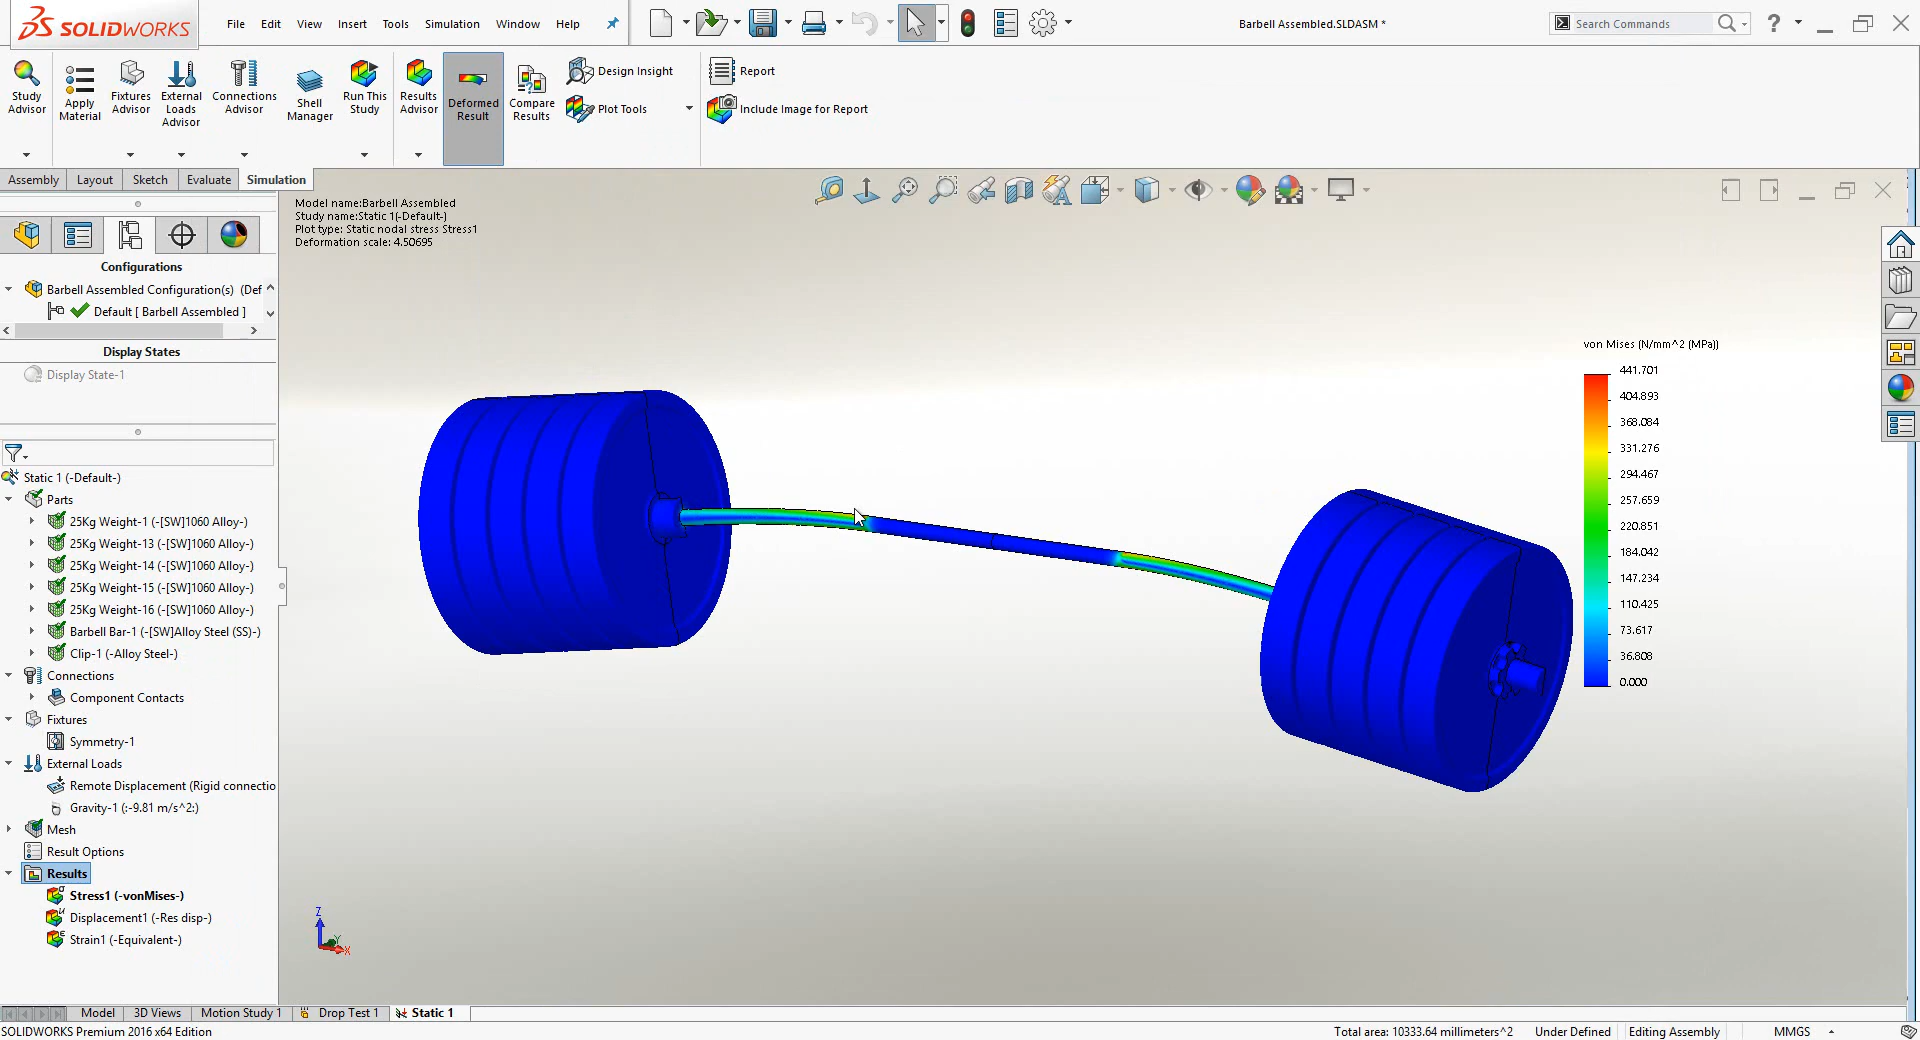 SOLIDWORKS
File Edit View Insert Tools Simulation Window Help
Barbell Assembled.SLDASM *
Search Commands
?
Study Advisor
Apply Material
Fixtures Advisor
External Loads Advisor
Connections Advisor
Shell Manager
Run This Study
Results Advisor
Deformed Result
Compare Results
Design Insight
Plot Tools
Report
Include Image for Report
Assembly Layout Sketch Evaluate Simulation
Model name:Barbell Assembled
Study name:Static 1(-Default-)
Plot type: Static nodal stress Stress1
Deformation scale: 4.50695
Configurations
Barbell Assembled Configuration(s) (Def
Default [ Barbell Assembled ]
Display States
Display State-1
Static 1 (-Default-)
Parts
25Kg Weight-1 (-[SW]1060 Alloy-)
25Kg Weight-13 (-[SW]1060 Alloy-)
25Kg Weight-14 (-[SW]1060 Alloy-)
25Kg Weight-15 (-[SW]1060 Alloy-)
25Kg Weight-16 (-[SW]1060 Alloy-)
Barbell Bar-1 (-[SW]Alloy Steel (SS)-)
Clip-1 (-Alloy Steel-)
Connections
Component Contacts
Fixtures
Symmetry-1
External Loads
Remote Displacement (Rigid connectio
Gravity-1 (:-9.81 m/s^2:)
Mesh
Result Options
Results
Stress1 (-vonMises-)
Displacement1 (-Res disp-)
Strain1 (-Equivalent-)
von Mises (N/mm^2 (MPa))
441.701
404.893
368.084
331.276
294.467
257.659
220.851
184.042
147.234
110.425
73.617
36.808
0.000
Z
Y
X
Model 3D Views Motion Study 1 Drop Test 1 Static 1
SOLIDWORKS Premium 2016 x64 Edition
Total area: 10333.64 millimeters^2 Under Defined Editing Assembly MMGS